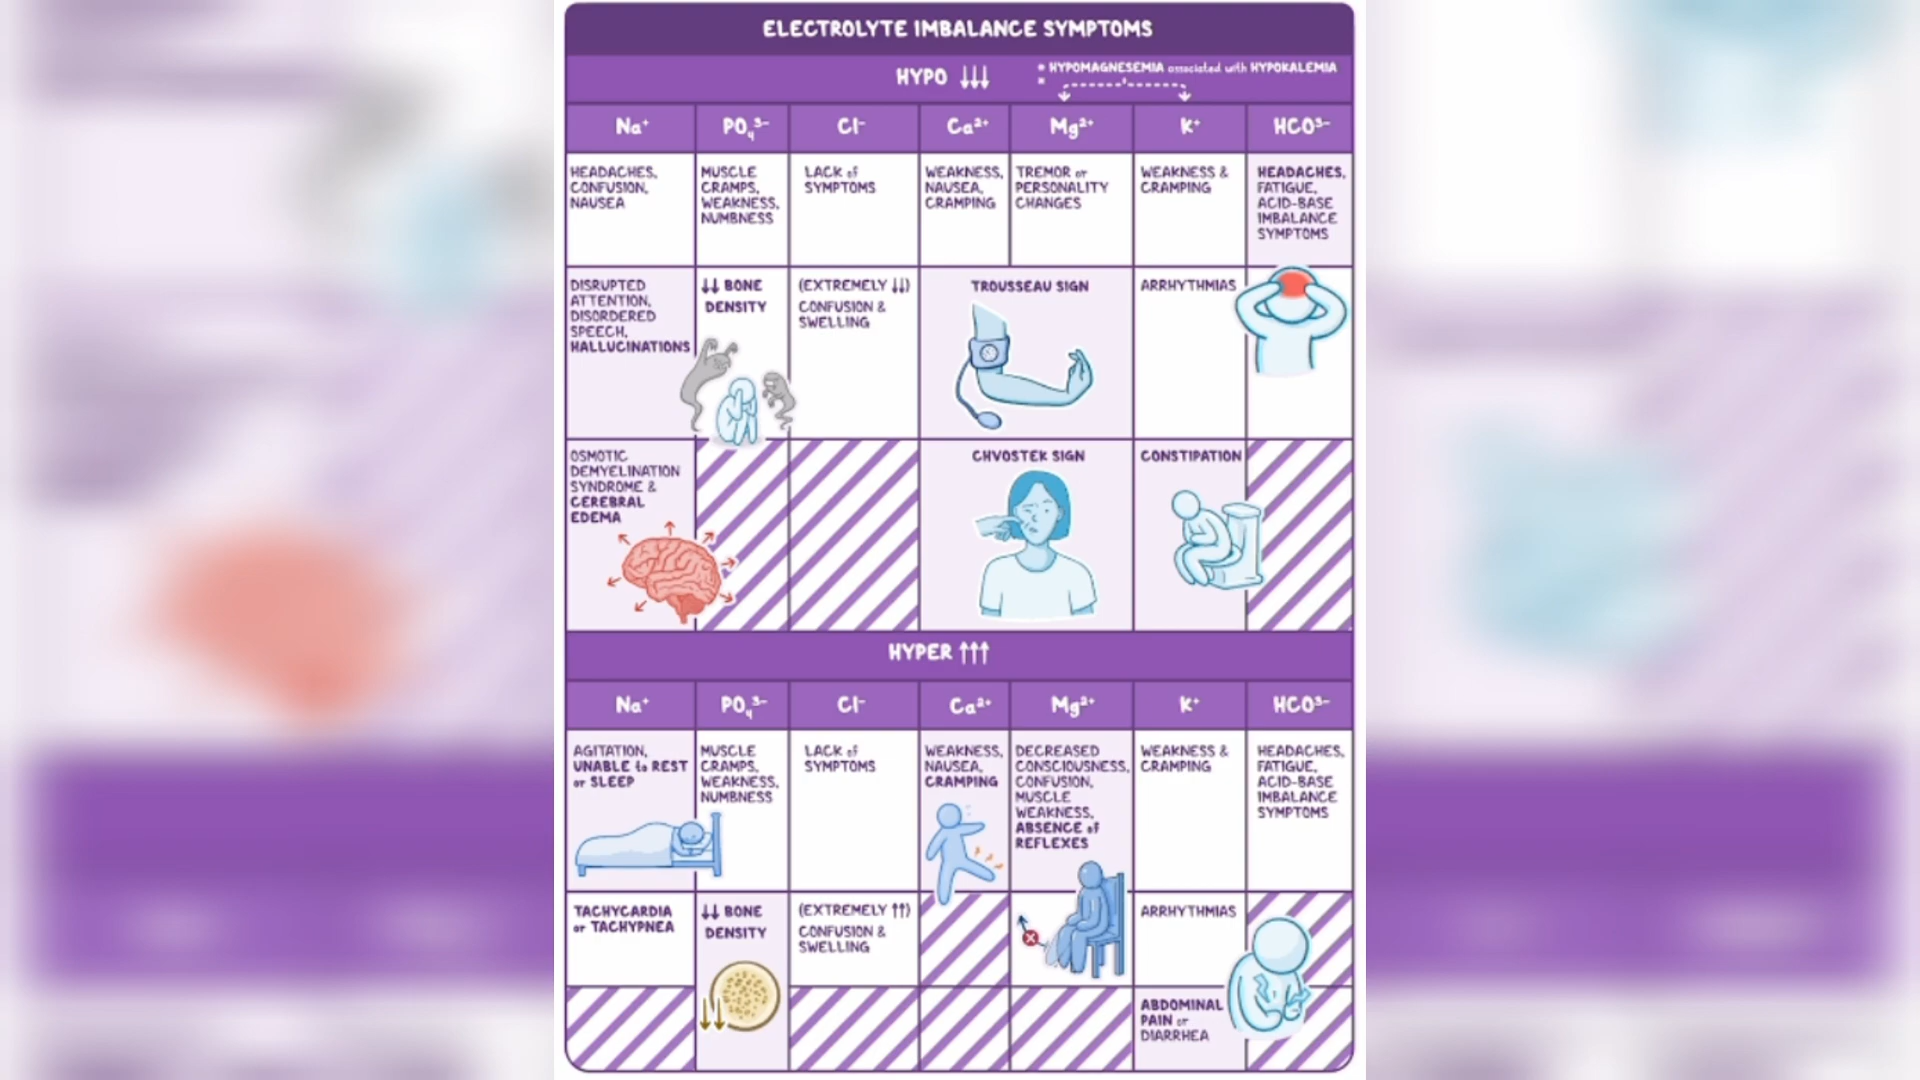 ELECTROLYTE IMBALANCE SYMPTOMS
HYPO ↓↓↓
* HYPOMAGNESEMIA associated with HYPOKALEMIA
*
Na⁺
PO₄³⁻
Cl⁻
Ca²⁺
Mg²⁺
K⁺
HCO³⁻
HEADACHES,
CONFUSION,
NAUSEA
MUSCLE
CRAMPS,
WEAKNESS,
NUMBNESS
LACK of
SYMPTOMS
WEAKNESS,
NAUSEA,
CRAMPING
TREMOR or
PERSONALITY
CHANGES
WEAKNESS &
CRAMPING
HEADACHES,
FATIGUE,
ACID-BASE
IMBALANCE
SYMPTOMS
DISRUPTED
ATTENTION,
DISORDERED
SPEECH,
HALLUCINATIONS
↓↓ BONE
DENSITY
(EXTREMELY ↓↓)
CONFUSION &
SWELLING
TROUSSEAU SIGN
ARRHYTHMIAS
OSMOTIC
DEMYELINATION
SYNDROME &
CEREBRAL
EDEMA
CHVOSTEK SIGN
CONSTIPATION
HYPER ↑↑↑
Na⁺
PO₄³⁻
Cl⁻
Ca²⁺
Mg²⁺
K⁺
HCO³⁻
AGITATION,
UNABLE to REST
or SLEEP
MUSCLE
CRAMPS,
WEAKNESS,
NUMBNESS
LACK of
SYMPTOMS
WEAKNESS,
NAUSEA,
CRAMPING
DECREASED
CONSCIOUSNESS,
CONFUSION,
MUSCLE
WEAKNESS,
ABSENCE of
REFLEXES
WEAKNESS &
CRAMPING
HEADACHES,
FATIGUE,
ACID-BASE
IMBALANCE
SYMPTOMS
TACHYCARDIA
or TACHYPNEA
↓↓ BONE
DENSITY
(EXTREMELY ↑↑)
CONFUSION &
SWELLING
ARRHYTHMIAS
ABDOMINAL
PAIN or
DIARRHEA